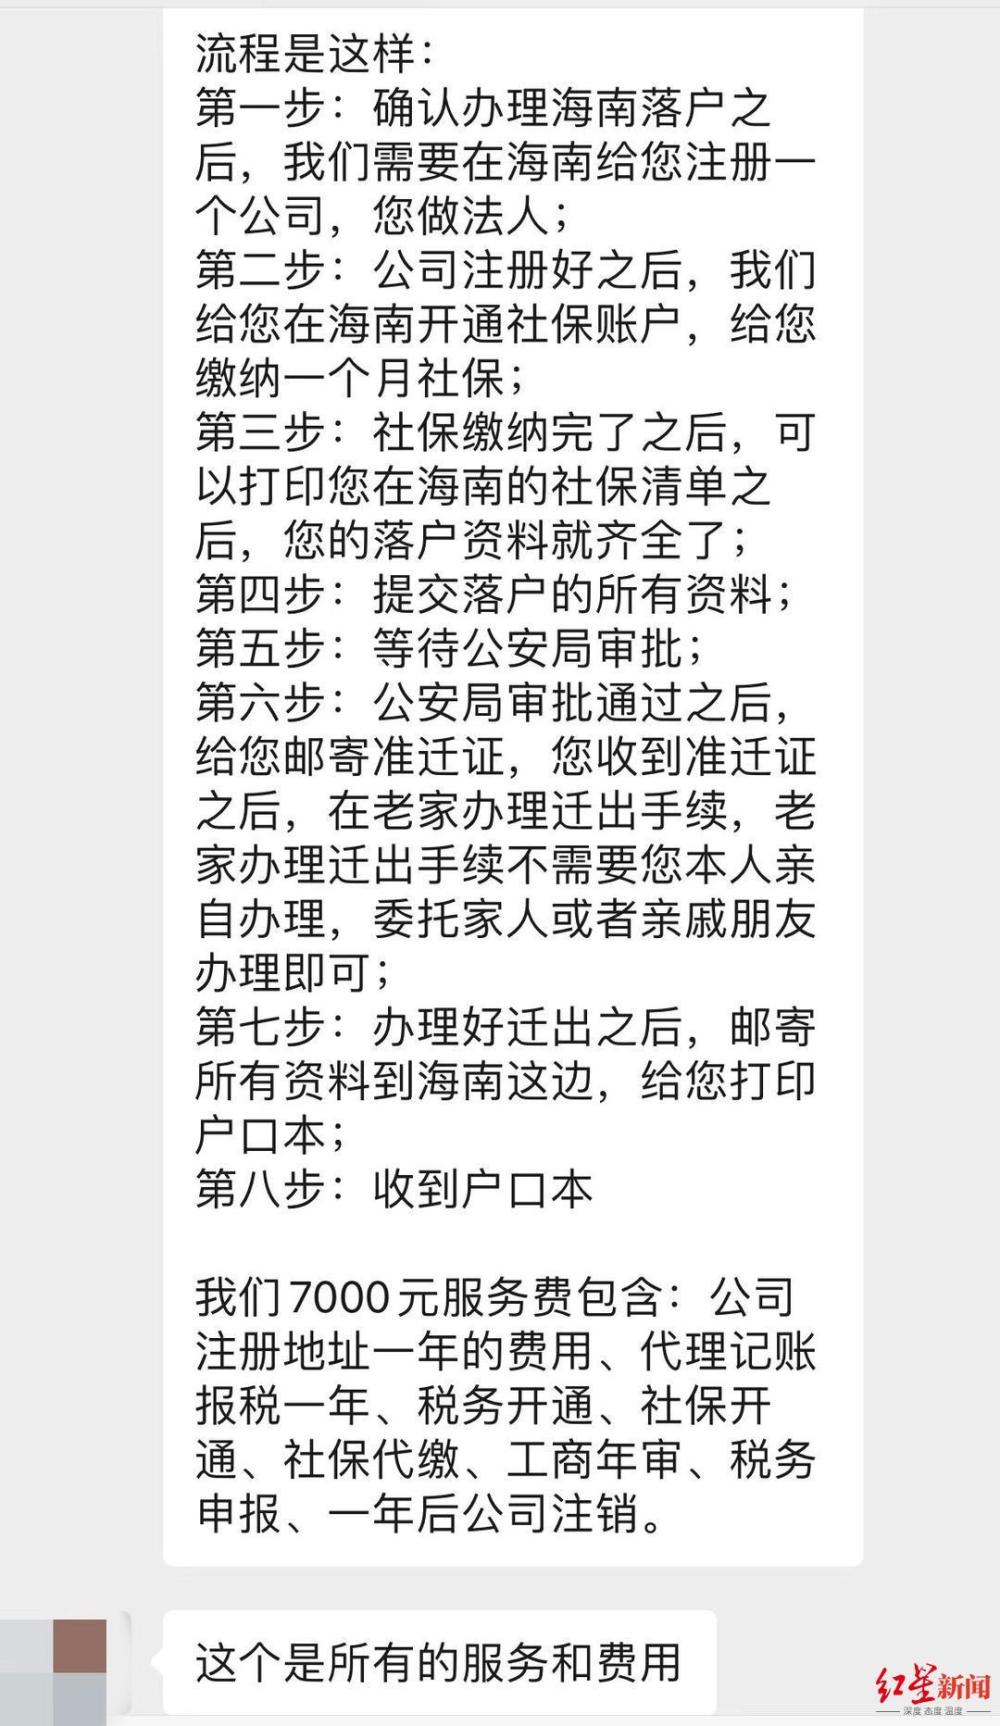 流程是这样：
第一步：确认办理海南落户之
后，我们需要在海南给您注册一
个公司，您做法人；
第二步：公司注册好之后，我们
给您在海南开通社保账户，给您
缴纳一个月社保；
第三步：社保缴纳完了之后，可
以打印您在海南的社保清单之
后，您的落户资料就齐全了；
第四步：提交落户的所有资料；
第五步：等待公安局审批；
第六步：公安局审批通过之后，
给您邮寄准迁证，您收到准迁证
之后，在老家办理迁出手续，老
家办理迁出手续不需要您本人亲
自办理，委托家人或者亲戚朋友
办理即可；
第七步：办理好迁出之后，邮寄
所有资料到海南这边，给您打印
户口本；
第八步：收到户口本
我们7000元服务费包含：公司
注册地址一年的费用、代理记账
报税一年、税务开通、社保开
通、社保代缴、工商年审、税务
申报、一年后公司注销。
这个是所有的服务和费用
红星新闻
深度 态度 温度